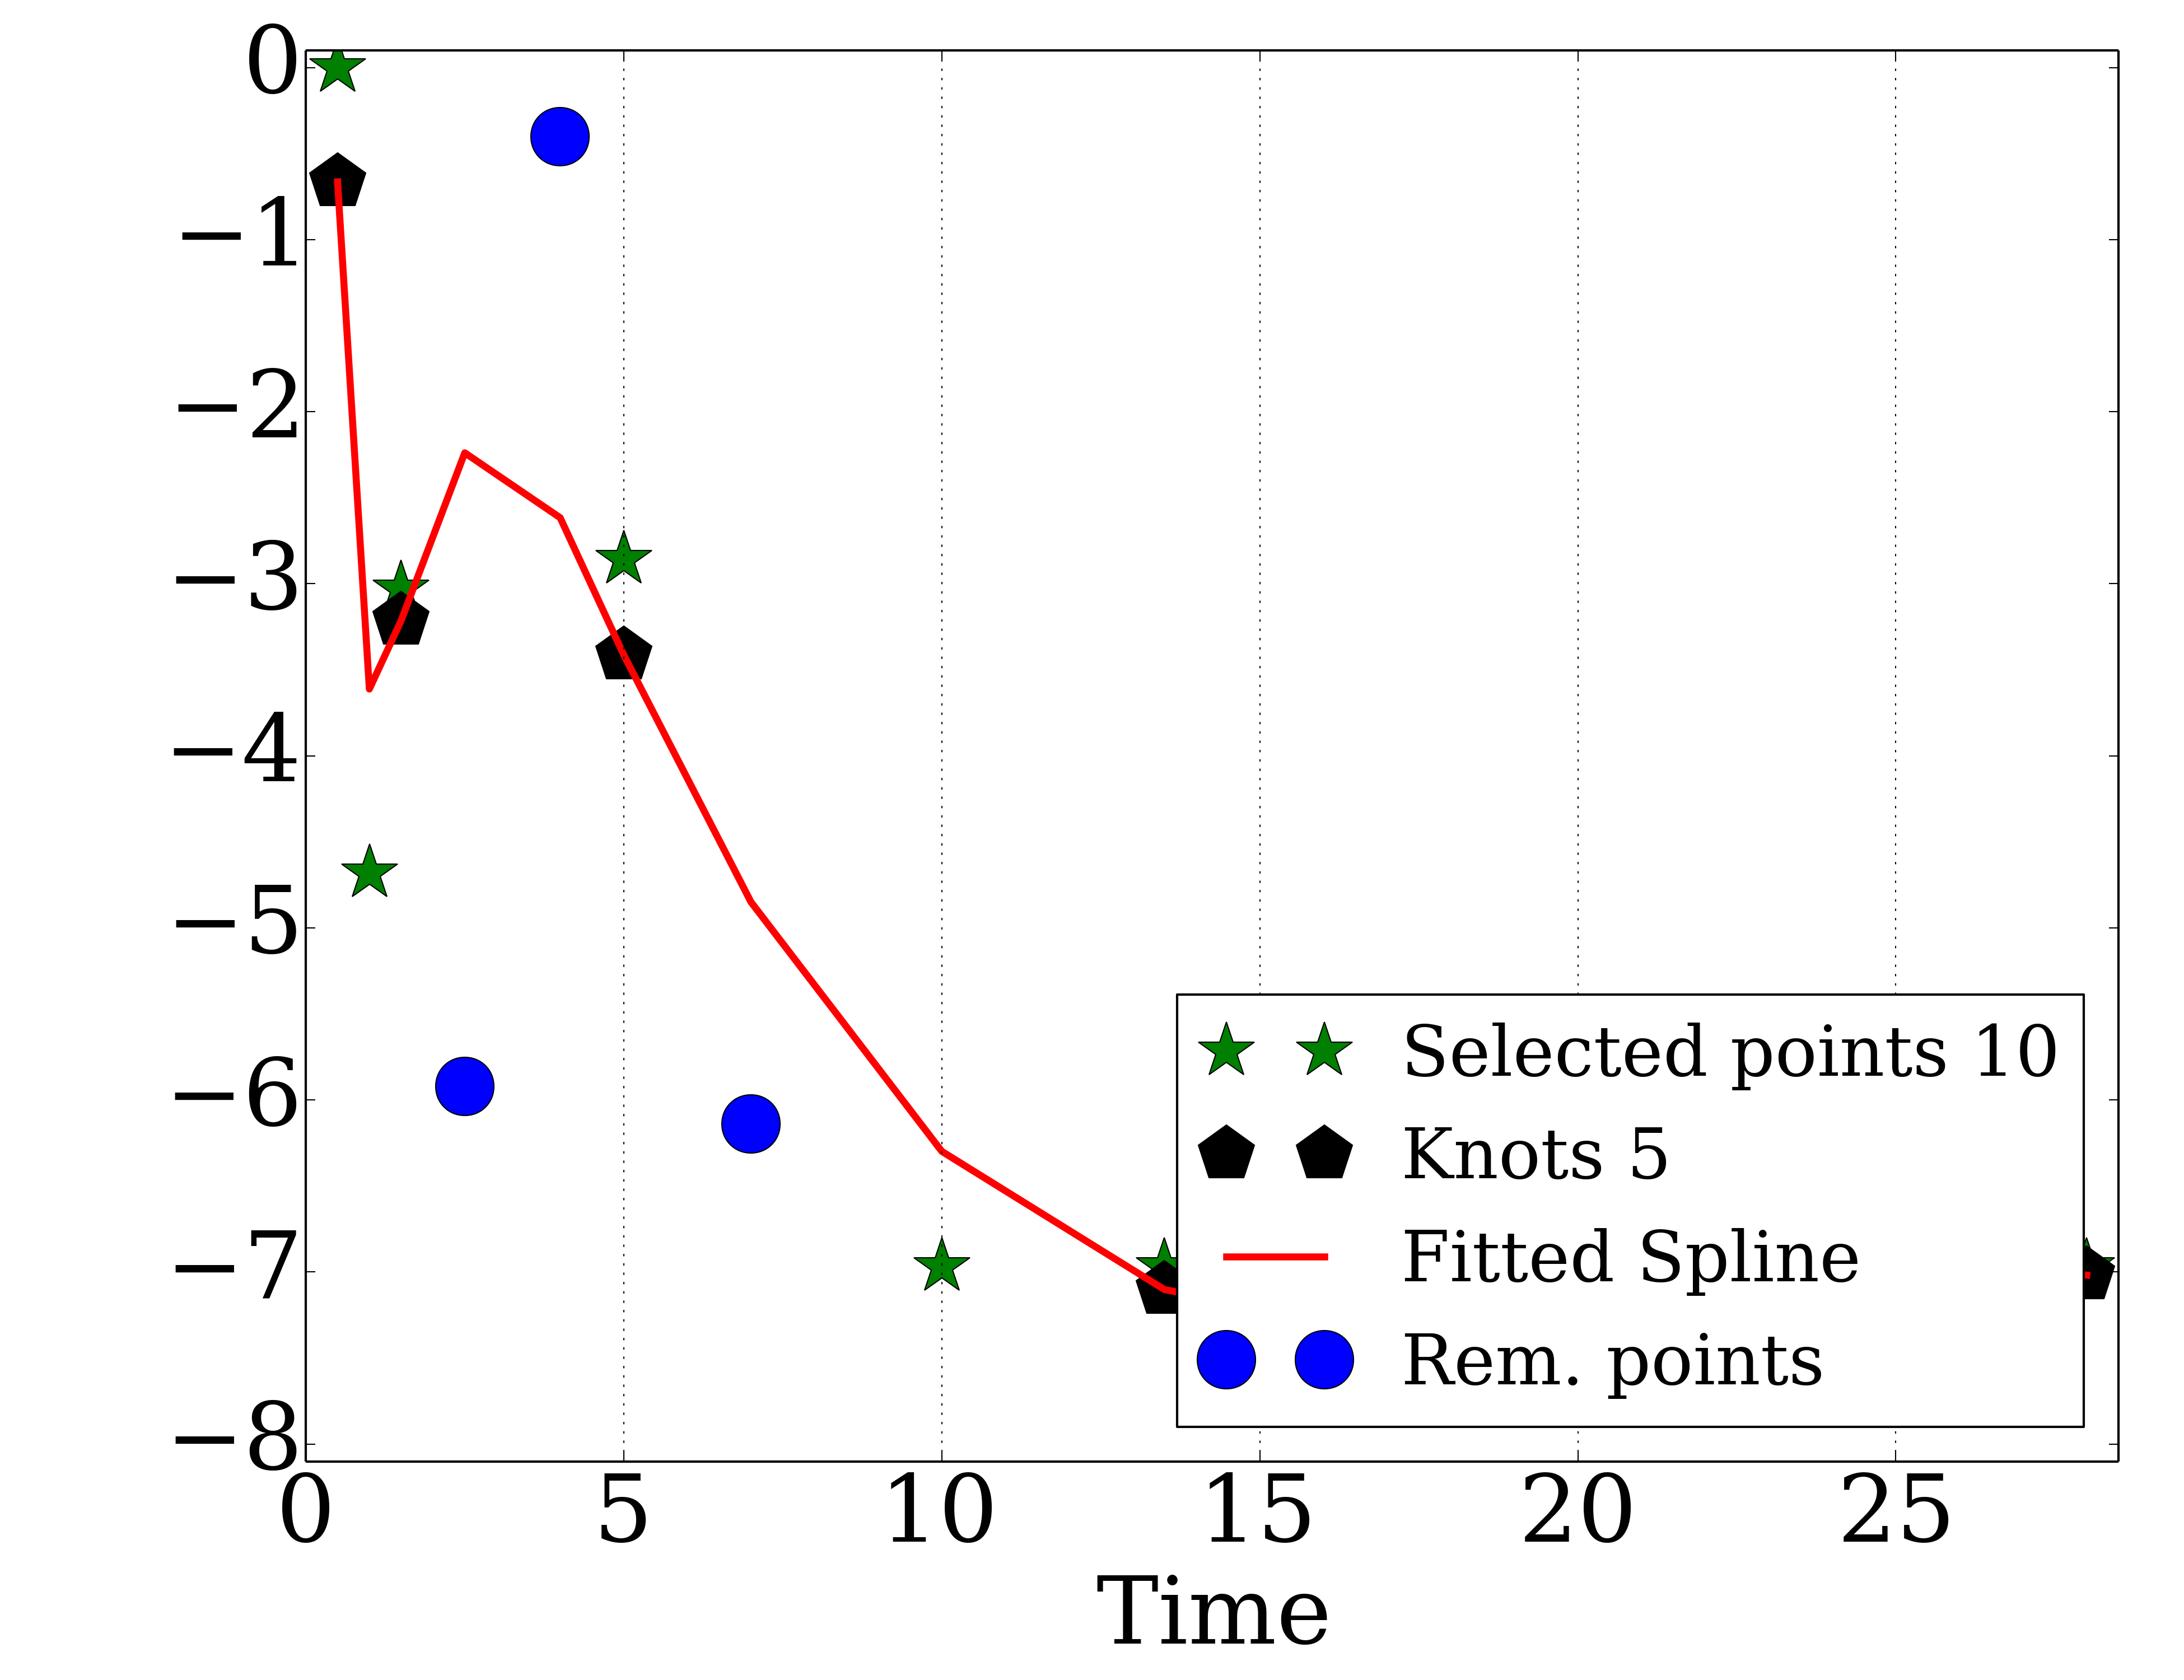 0
−1
−2
−3
−4
−5
−6
−7
−8
Selected points 10
Knots 5
Fitted Spline
Rem. points
0 5 10 15 20 25
Time